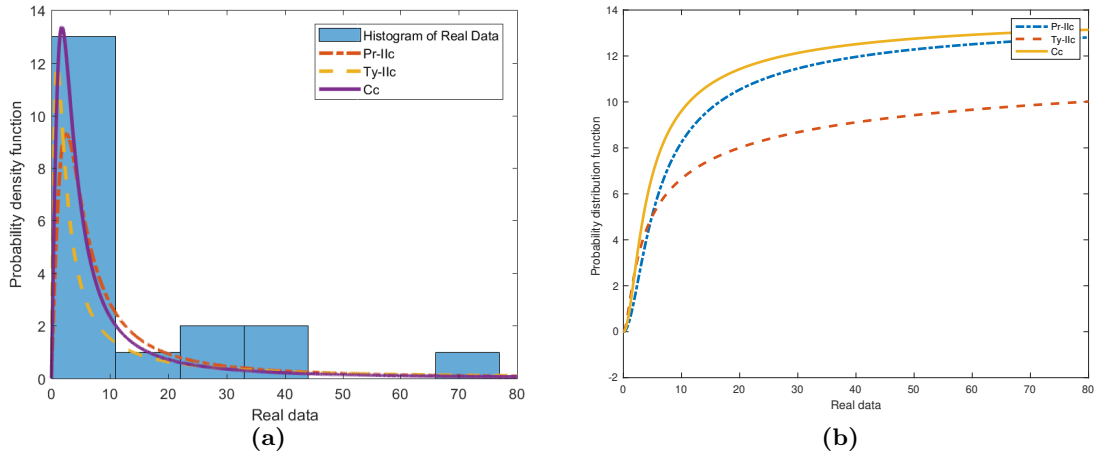 14
12
10
8
6
4
2
0
Probability density function
Histogram of Real Data
Pr-IIc
Ty-IIc
Cc
0 10 20 30 40 50 60 70 80
Real data
(a)
14
12
10
8
6
4
2
0
-2
Probability distribution function
Pr-IIc
Ty-IIc
Cc
0 10 20 30 40 50 60 70 80
Real data
(b)